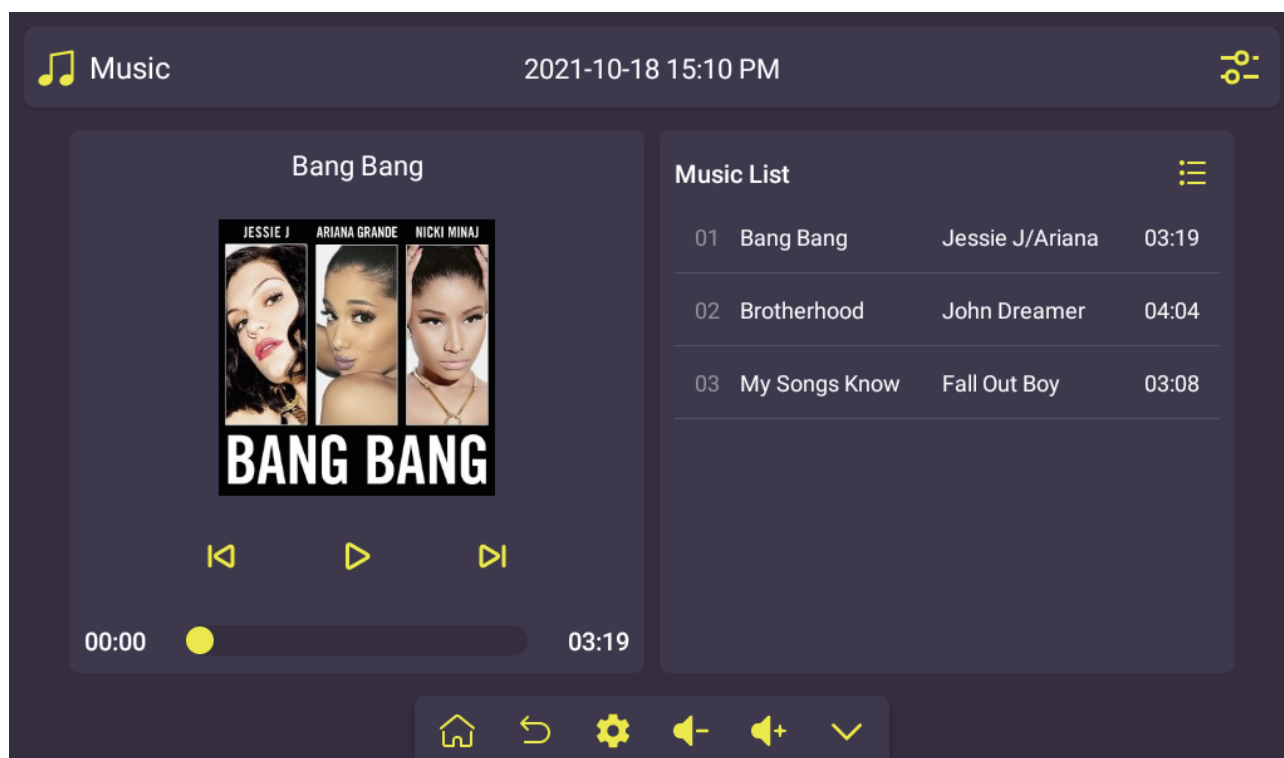 Music
2021-10-18 15:10 PM
Bang Bang
JESSIE J ARIANA GRANDE NICKI MINAJ
BANG BANG
00:00 03:19
Music List
01 Bang Bang Jessie J/Ariana 03:19
02 Brotherhood John Dreamer 04:04
03 My Songs Know Fall Out Boy 03:08